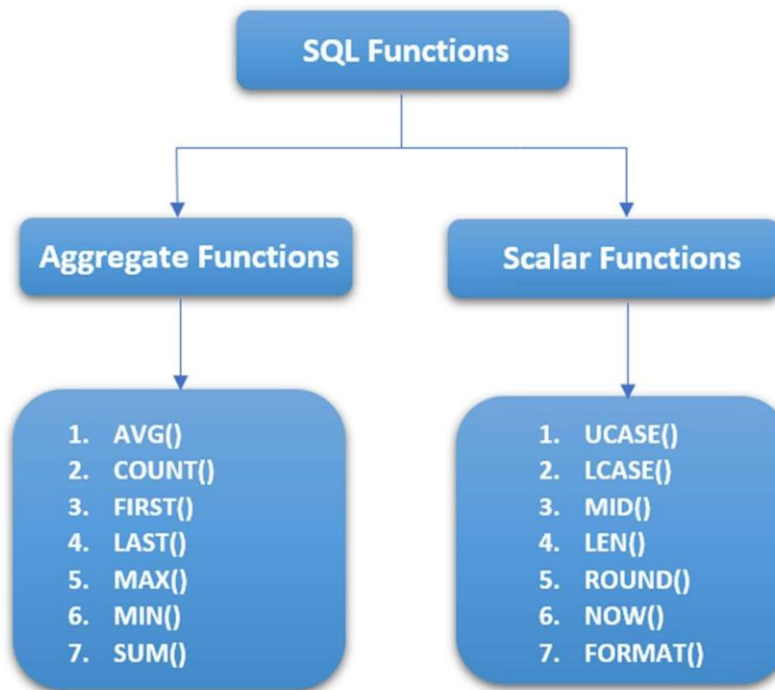 SQL Functions
Aggregate Functions
Scalar Functions
1. AVG()
2. COUNT()
3. FIRST()
4. LAST()
5. MAX()
6. MIN()
7. SUM()
1. UCASE()
2. LCASE()
3. MID()
4. LEN()
5. ROUND()
6. NOW()
7. FORMAT()